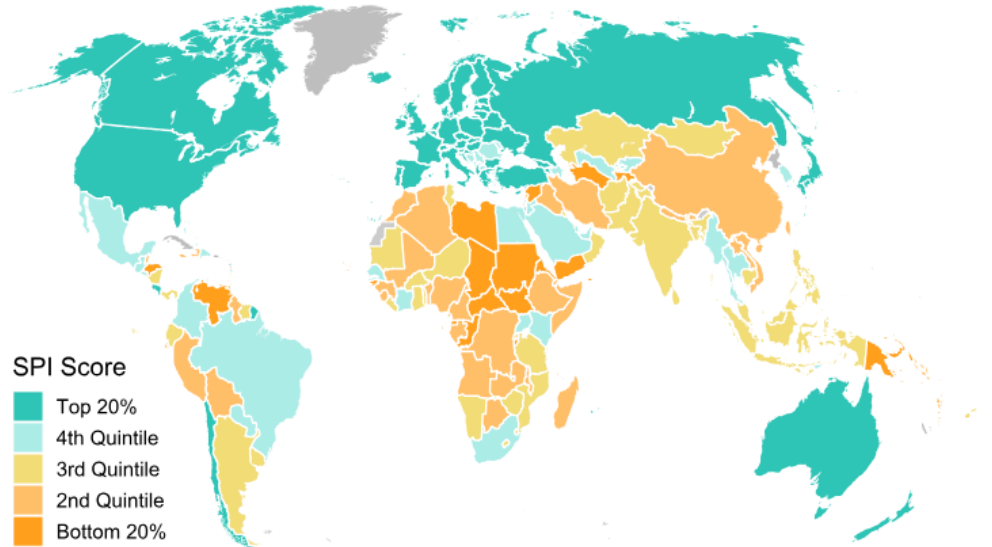 SPI Score
Top 20%
4th Quintile
3rd Quintile
2nd Quintile
Bottom 20%